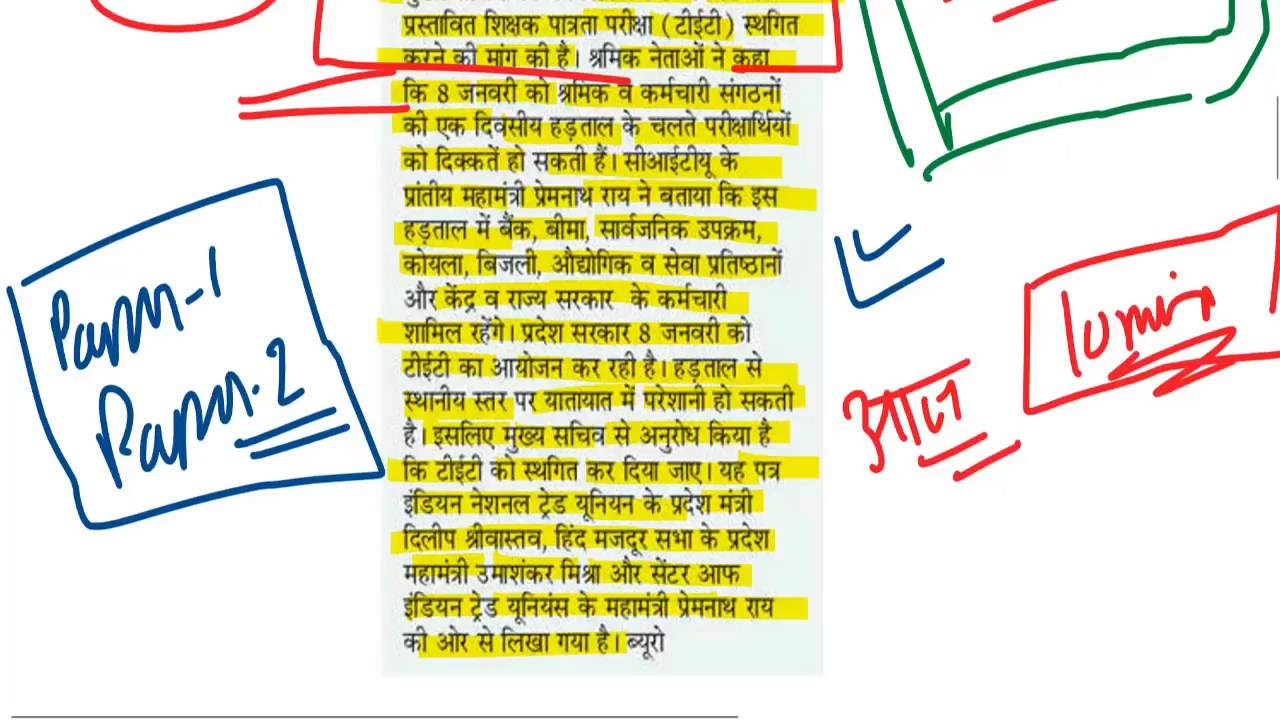 प्रस्तावित शिक्षक पात्रता परीक्षा (टीईटी) स्थगित
करने की मांग की है। श्रमिक नेताओं ने कहा
कि 8 जनवरी को श्रमिक व कर्मचारी संगठनों
की एक दिवसीय हड़ताल के चलते परीक्षार्थियों
को दिक्कतें हो सकती हैं। सीआईटीयू के
प्रांतीय महामंत्री प्रेमनाथ राय ने बताया कि इस
हड़ताल में बैंक, बीमा, सार्वजनिक उपक्रम,
कोयला, बिजली, औद्योगिक व सेवा प्रतिष्ठानों
और केंद्र व राज्य सरकार के कर्मचारी
शामिल रहेंगे। प्रदेश सरकार 8 जनवरी को
टीईटी का आयोजन कर रही है। हड़ताल से
स्थानीय स्तर पर यातायात में परेशानी हो सकती
है। इसलिए मुख्य सचिव से अनुरोध किया है
कि टीईटी को स्थगित कर दिया जाए। यह पत्र
इंडियन नेशनल ट्रेड यूनियन के प्रदेश मंत्री
दिलीप श्रीवास्तव, हिंद मजदूर सभा के प्रदेश
महामंत्री उमाशंकर मिश्रा और सेंटर आफ
इंडियन ट्रेड यूनियंस के महामंत्री प्रेमनाथ राय
की ओर से लिखा गया है। ब्यूरो
आज